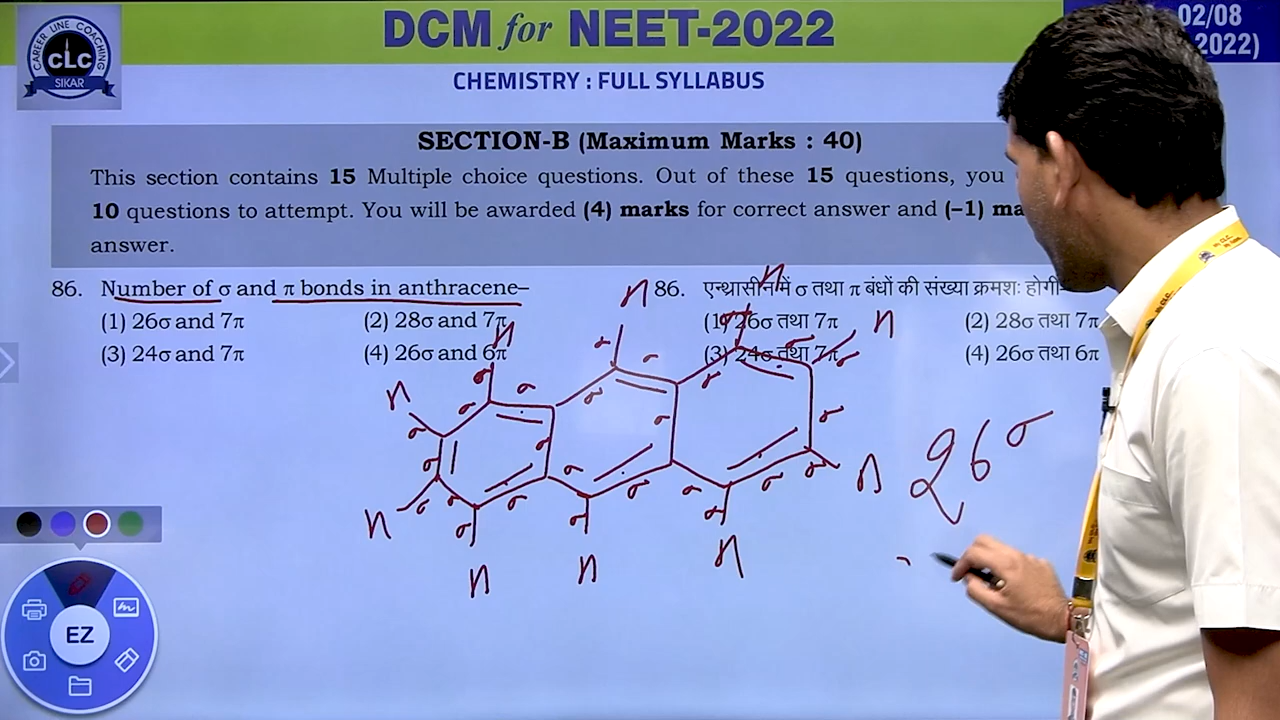 DCM for NEET-2022
02/08
2022)
CAREER LINE COACHING
CLC
SIKAR
CHEMISTRY : FULL SYLLABUS
SECTION-B (Maximum Marks : 40)
This section contains 15 Multiple choice questions. Out of these 15 questions, you
10 questions to attempt. You will be awarded (4) marks for correct answer and (–1) ma
answer.
86. Number of σ and π bonds in anthracene–
(1) 26σ and 7π (2) 28σ and 7π
(3) 24σ and 7π (4) 26σ and 6π
86. एन्थ्रासीन में σ तथा π बंधों की संख्या क्रमशः होगी–
(1) 26σ तथा 7π (2) 28σ तथा 7π
(3) 24σ तथा 7π (4) 26σ तथा 6π
H H H
H H
H H
H H H
26σ
EZ